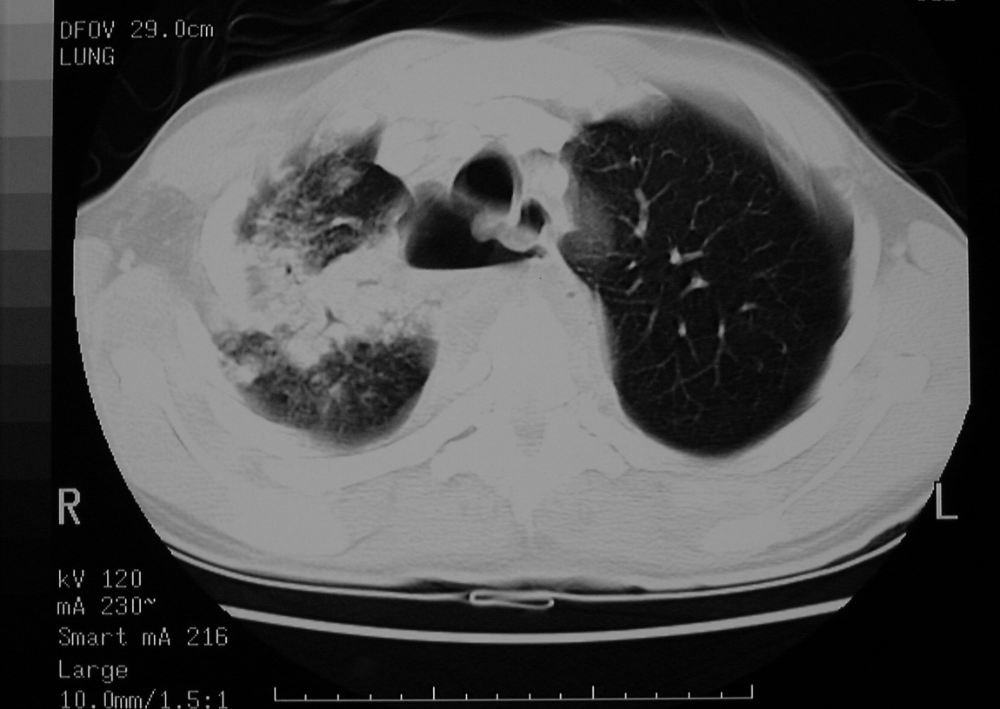 DFOV 29.0cm
LUNG
R
L
kV 120
mA 230~
Smart mA 216
Large
10.0mm/1.5:1